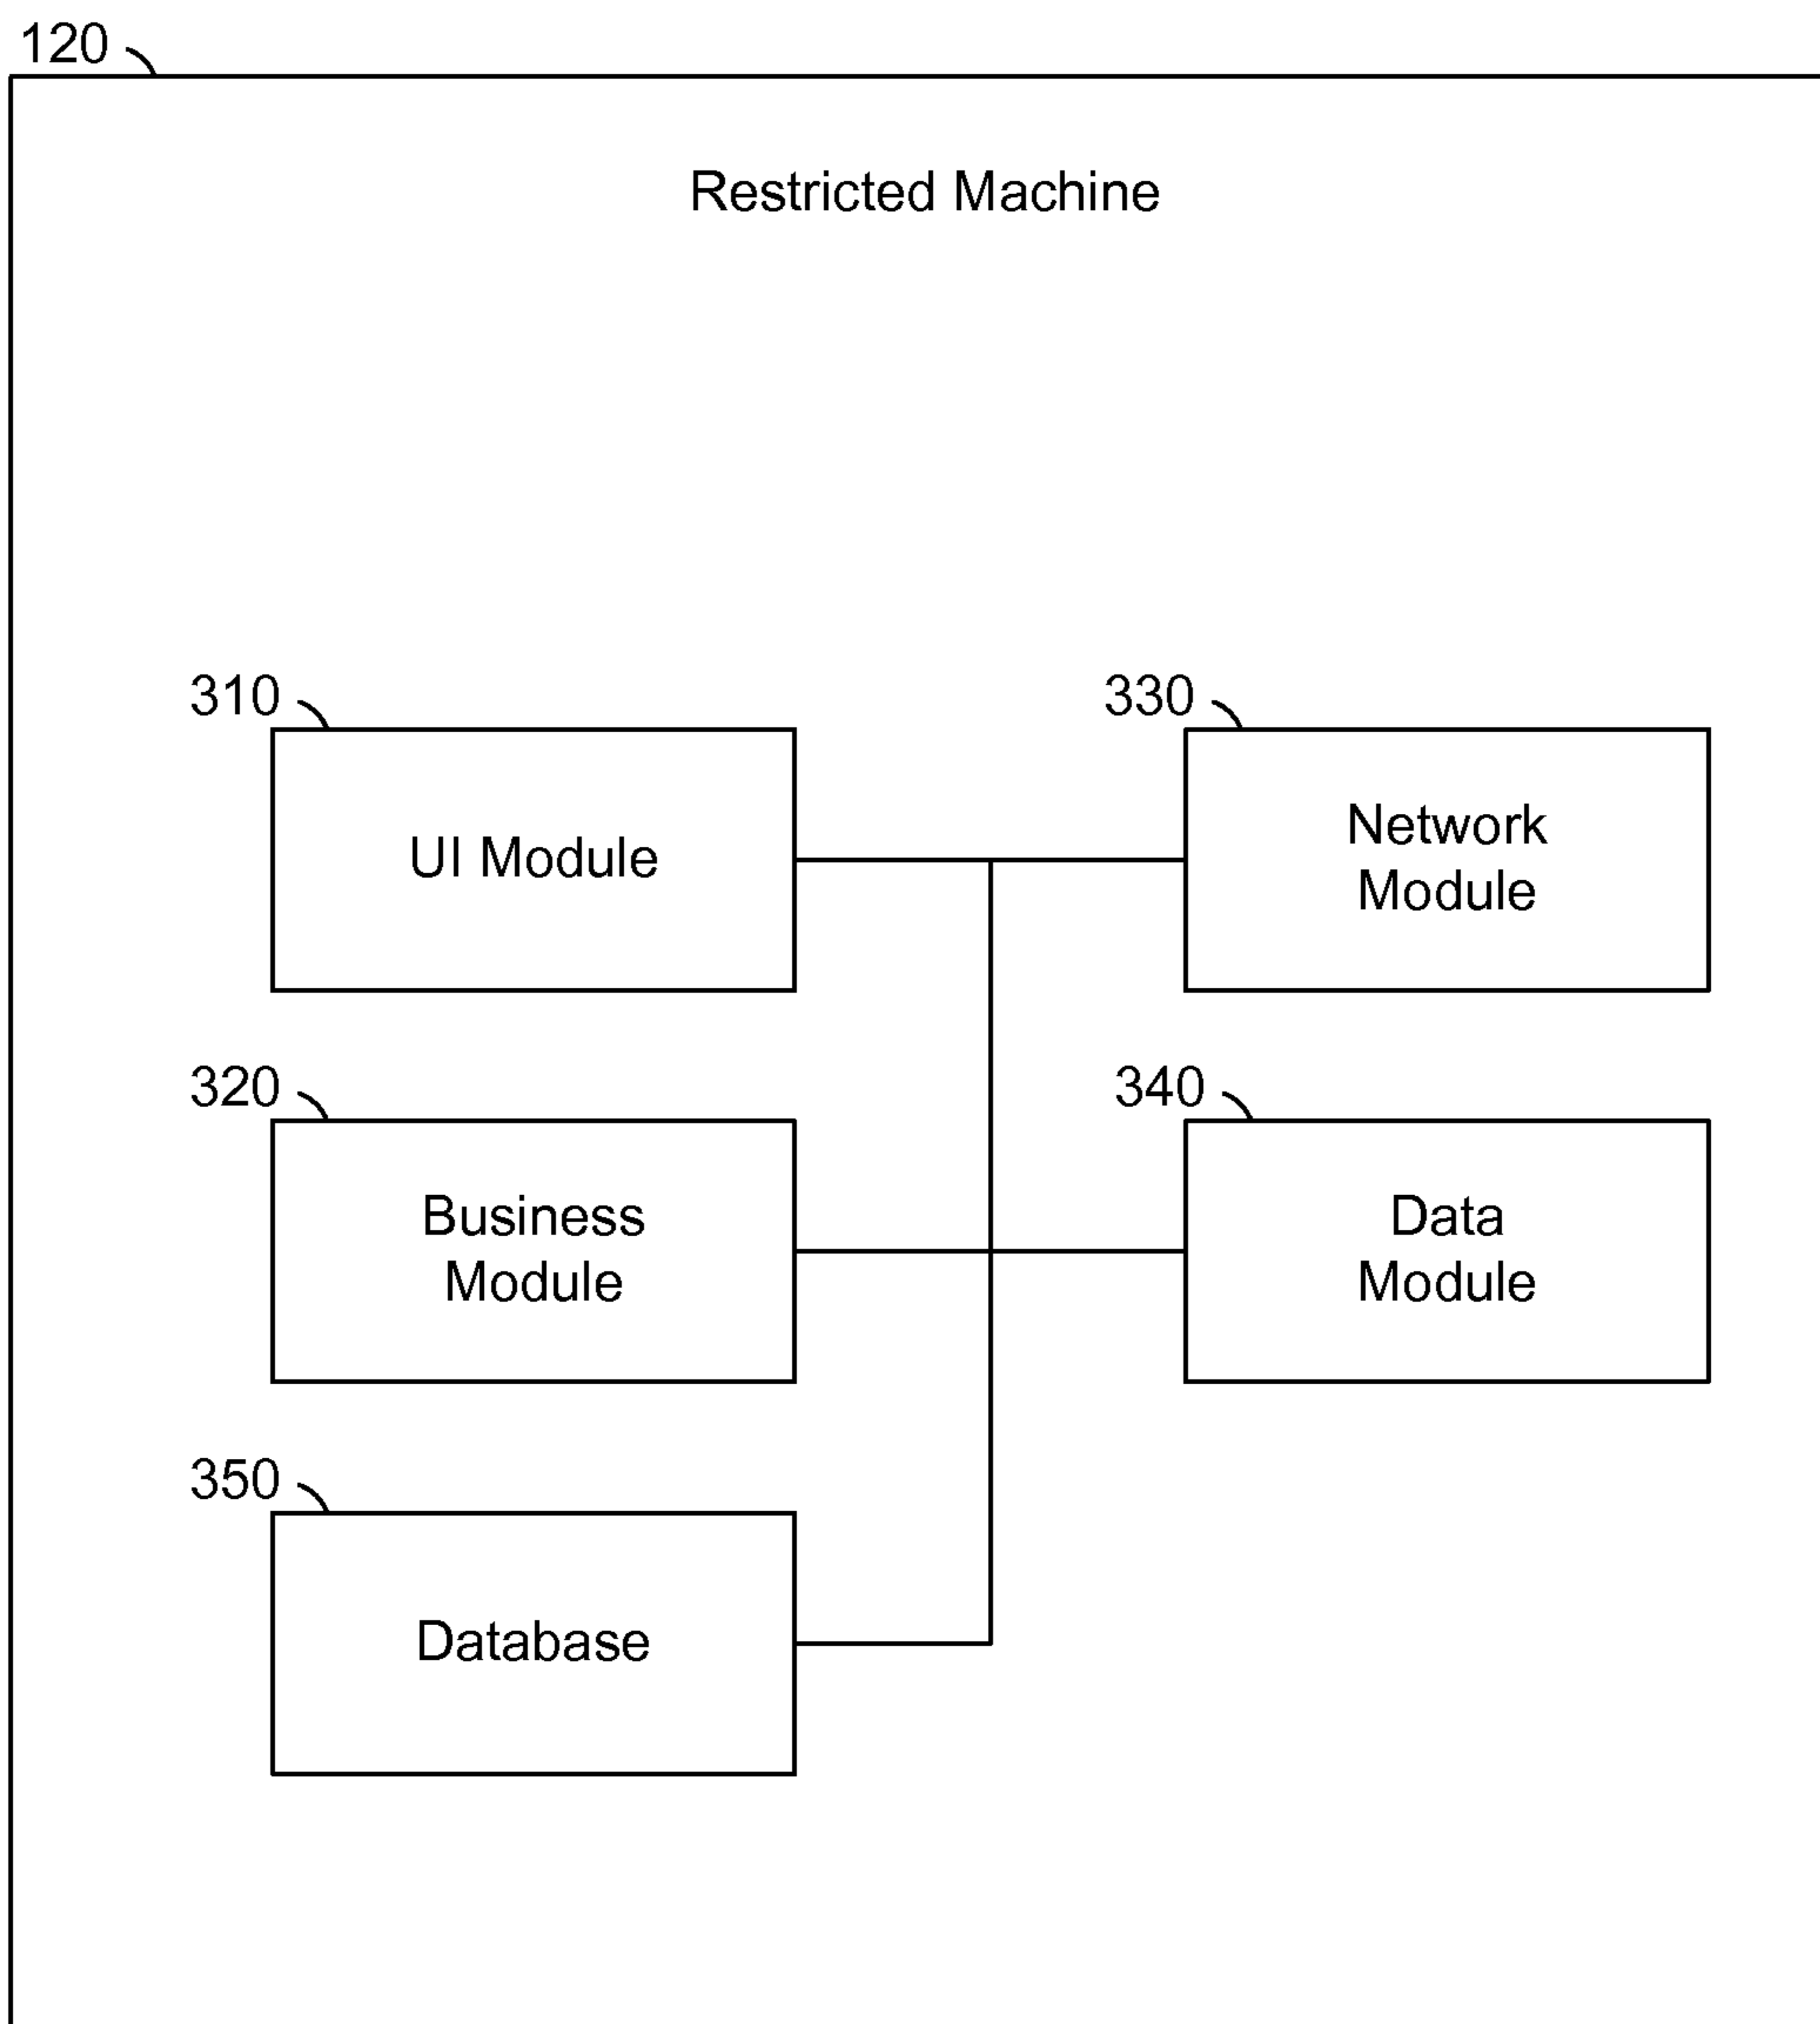 120
Restricted Machine
310
330
UI Module
Network
Module
320
340
Business
Module
Data
Module
350
Database